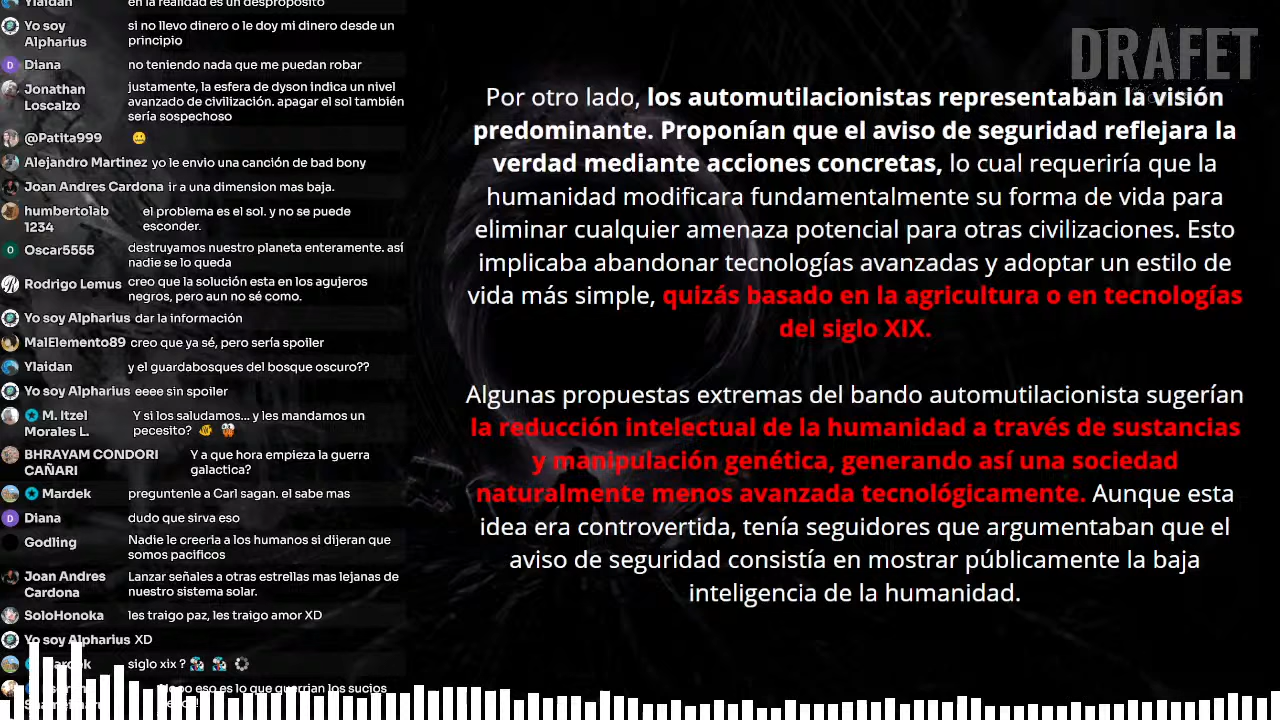 Ylaidan en la realidad es un desproposito
Yo soy Alpharius si no llevo dinero o le doy mi dinero desde un principio
Diana no teniendo nada que me puedan robar
Jonathan Loscalzo justamente, la esfera de dyson indica un nivel avanzado de civilización. apagar el sol también sería sospechoso
@Patita999
Alejandro Martinez yo le envio una canción de bad bony
Joan Andres Cardona ir a una dimension mas baja.
humbertolab 1234 el problema es el sol. y no se puede esconder.
Oscar5555 destruyamos nuestro planeta enteramente. así nadie se lo queda
Rodrigo Lemus creo que la solución esta en los agujeros negros, pero aun no sé como.
Yo soy Alpharius dar la información
MalElemento89 creo que ya sé, pero sería spoiler
Ylaidan y el guardabosques del bosque oscuro??
Yo soy Alpharius eeee sin spoiler
M. Itzel Morales L. Y si los saludamos... y les mandamos un pecesito? 🐠
BHRAYAM CONDORI CAÑARI Y a que hora empieza la guerra galactica?
Mardek preguntenle a Carl sagan. el sabe mas
Diana dudo que sirva eso
Godling Nadie le creeria a los humanos si dijeran que somos pacificos
Joan Andres Cardona Lanzar señales a otras estrellas mas lejanas de nuestro sistema solar.
SoloHonoka les traigo paz, les traigo amor XD
Yo soy Alpharius XD
Mardek siglo xix ?
eso es lo que querrian los sucios
DRAFET
Por otro lado, los automutilacionistas representaban la visión
predominante. Proponían que el aviso de seguridad reflejara la
verdad mediante acciones concretas, lo cual requeriría que la
humanidad modificara fundamentalmente su forma de vida para
eliminar cualquier amenaza potencial para otras civilizaciones. Esto
implicaba abandonar tecnologías avanzadas y adoptar un estilo de
vida más simple, quizás basado en la agricultura o en tecnologías
del siglo XIX.
Algunas propuestas extremas del bando automutilacionista sugerían
la reducción intelectual de la humanidad a través de sustancias
y manipulación genética, generando así una sociedad
naturalmente menos avanzada tecnológicamente. Aunque esta
idea era controvertida, tenía seguidores que argumentaban que el
aviso de seguridad consistía en mostrar públicamente la baja
inteligencia de la humanidad.